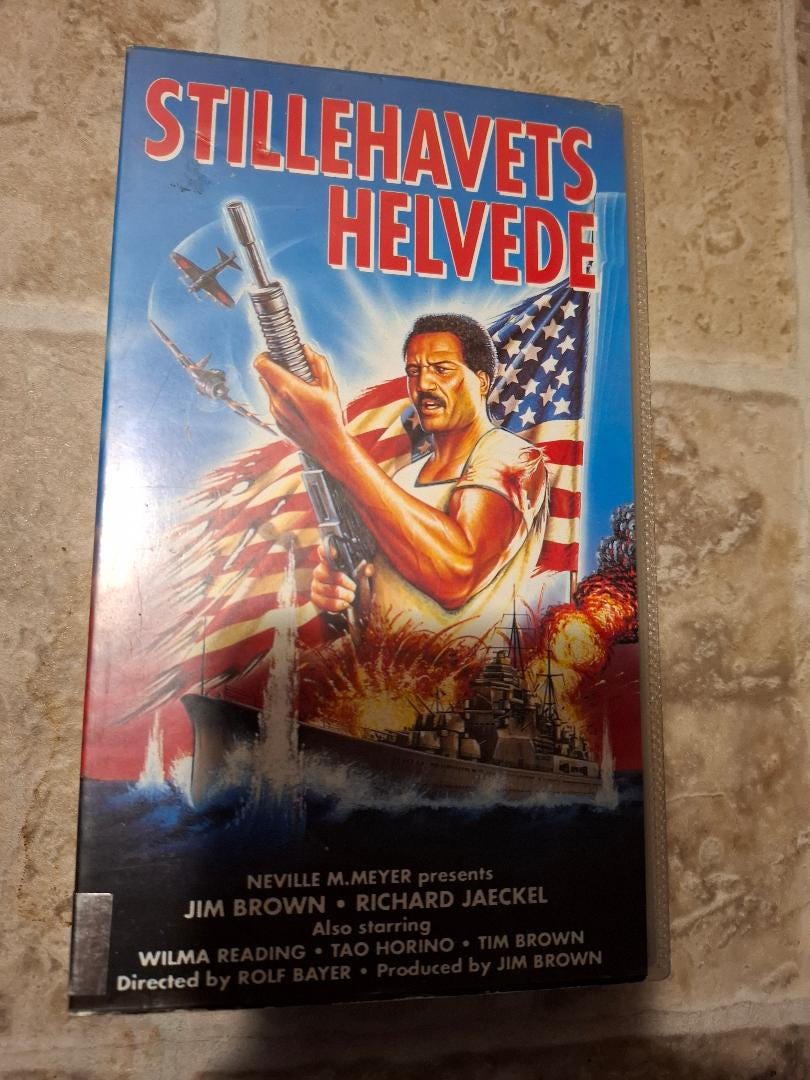 STILLEHAVETS
HELVEDE
NEVILLE M.MEYER presents
JIM BROWN • RICHARD JAECKEL
Also starring
WILMA READING • TAO HORINO • TIM BROWN
Directed by ROLF BAYER • Produced by JIM BROWN